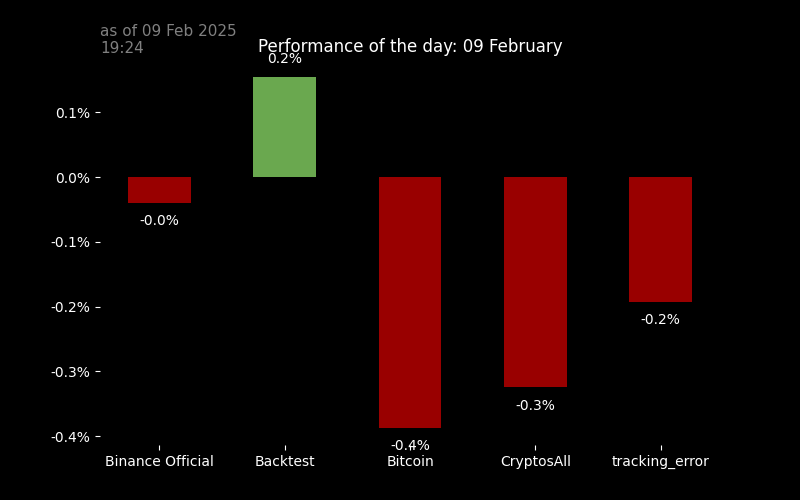 as of 09 Feb 2025
19:24
Performance of the day: 09 February
0.2%
0.1%
0.0%
-0.0%
-0.1%
-0.2%
-0.2%
-0.3%
-0.3%
-0.4%
-0.4%
Binance Official
Backtest
Bitcoin
CryptosAll
tracking_error